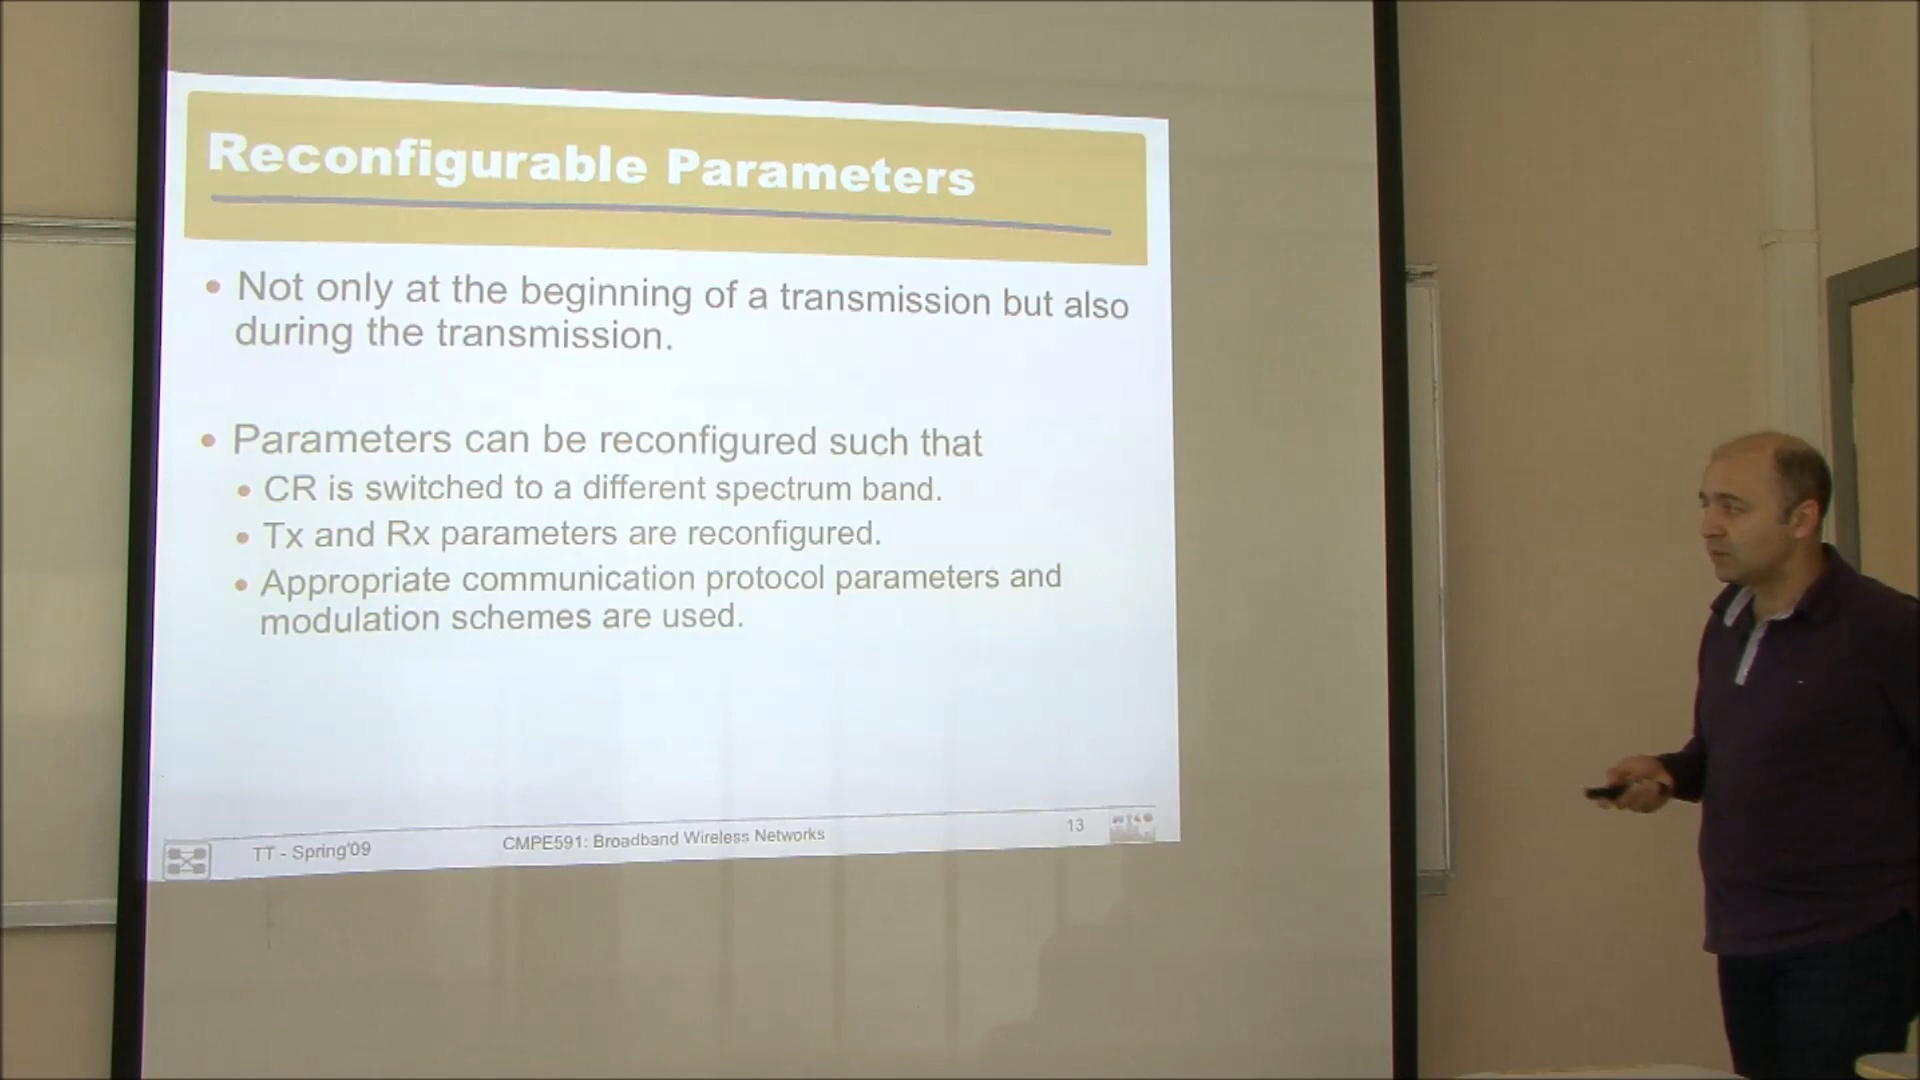 Reconfigurable Parameters
• Not only at the beginning of a transmission but also
during the transmission.
• Parameters can be reconfigured such that
• CR is switched to a different spectrum band.
• Tx and Rx parameters are reconfigured.
• Appropriate communication protocol parameters and
modulation schemes are used.
TT - Spring'09
CMPE591: Broadband Wireless Networks
13